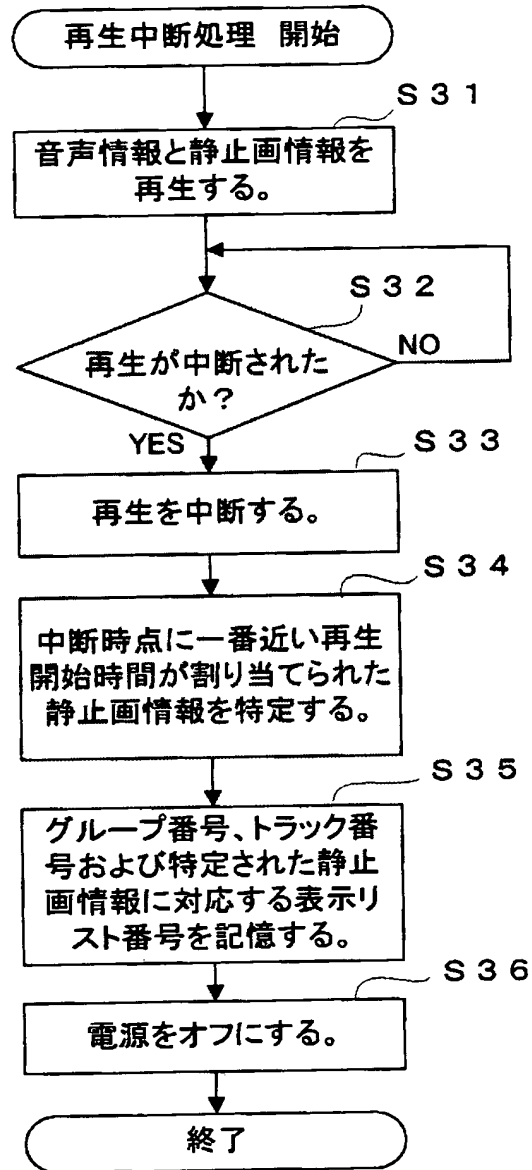 再生中断処理 開始
S31
音声情報と静止画情報を
再生する。
S32
再生が中断された
か?
NO
YES
S33
再生を中断する。
S34
中断時点に一番近い再生
開始時間が割り当てられた
静止画情報を特定する。
S35
グループ番号、トラック番
号および特定された静止
画情報に対応する表示リ
スト番号を記憶する。
S36
電源をオフにする。
終了